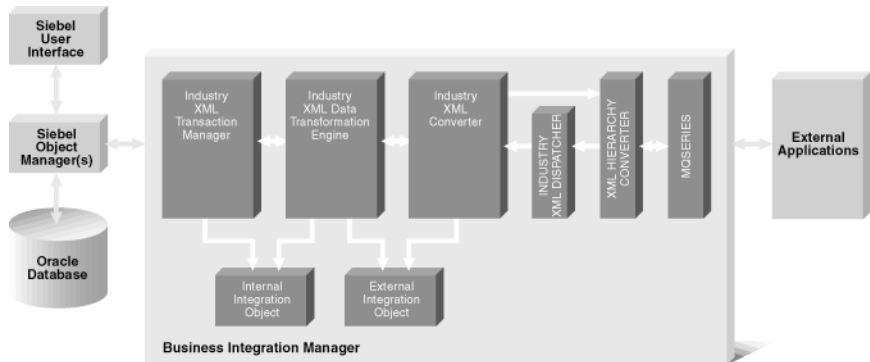 Siebel
User
Interface
Siebel
Object
Manager(s)
Oracle
Database
Industry
XML
Transaction
Manager
Industry
XML Data
Transformation
Engine
Industry
XML
Converter
INDUSTRY
XML DISPATCHER
XML HIERARCHY
CONVERTER
MQSERIES
Internal
Integration
Object
External
Integration
Object
Business Integration Manager
External
Applications